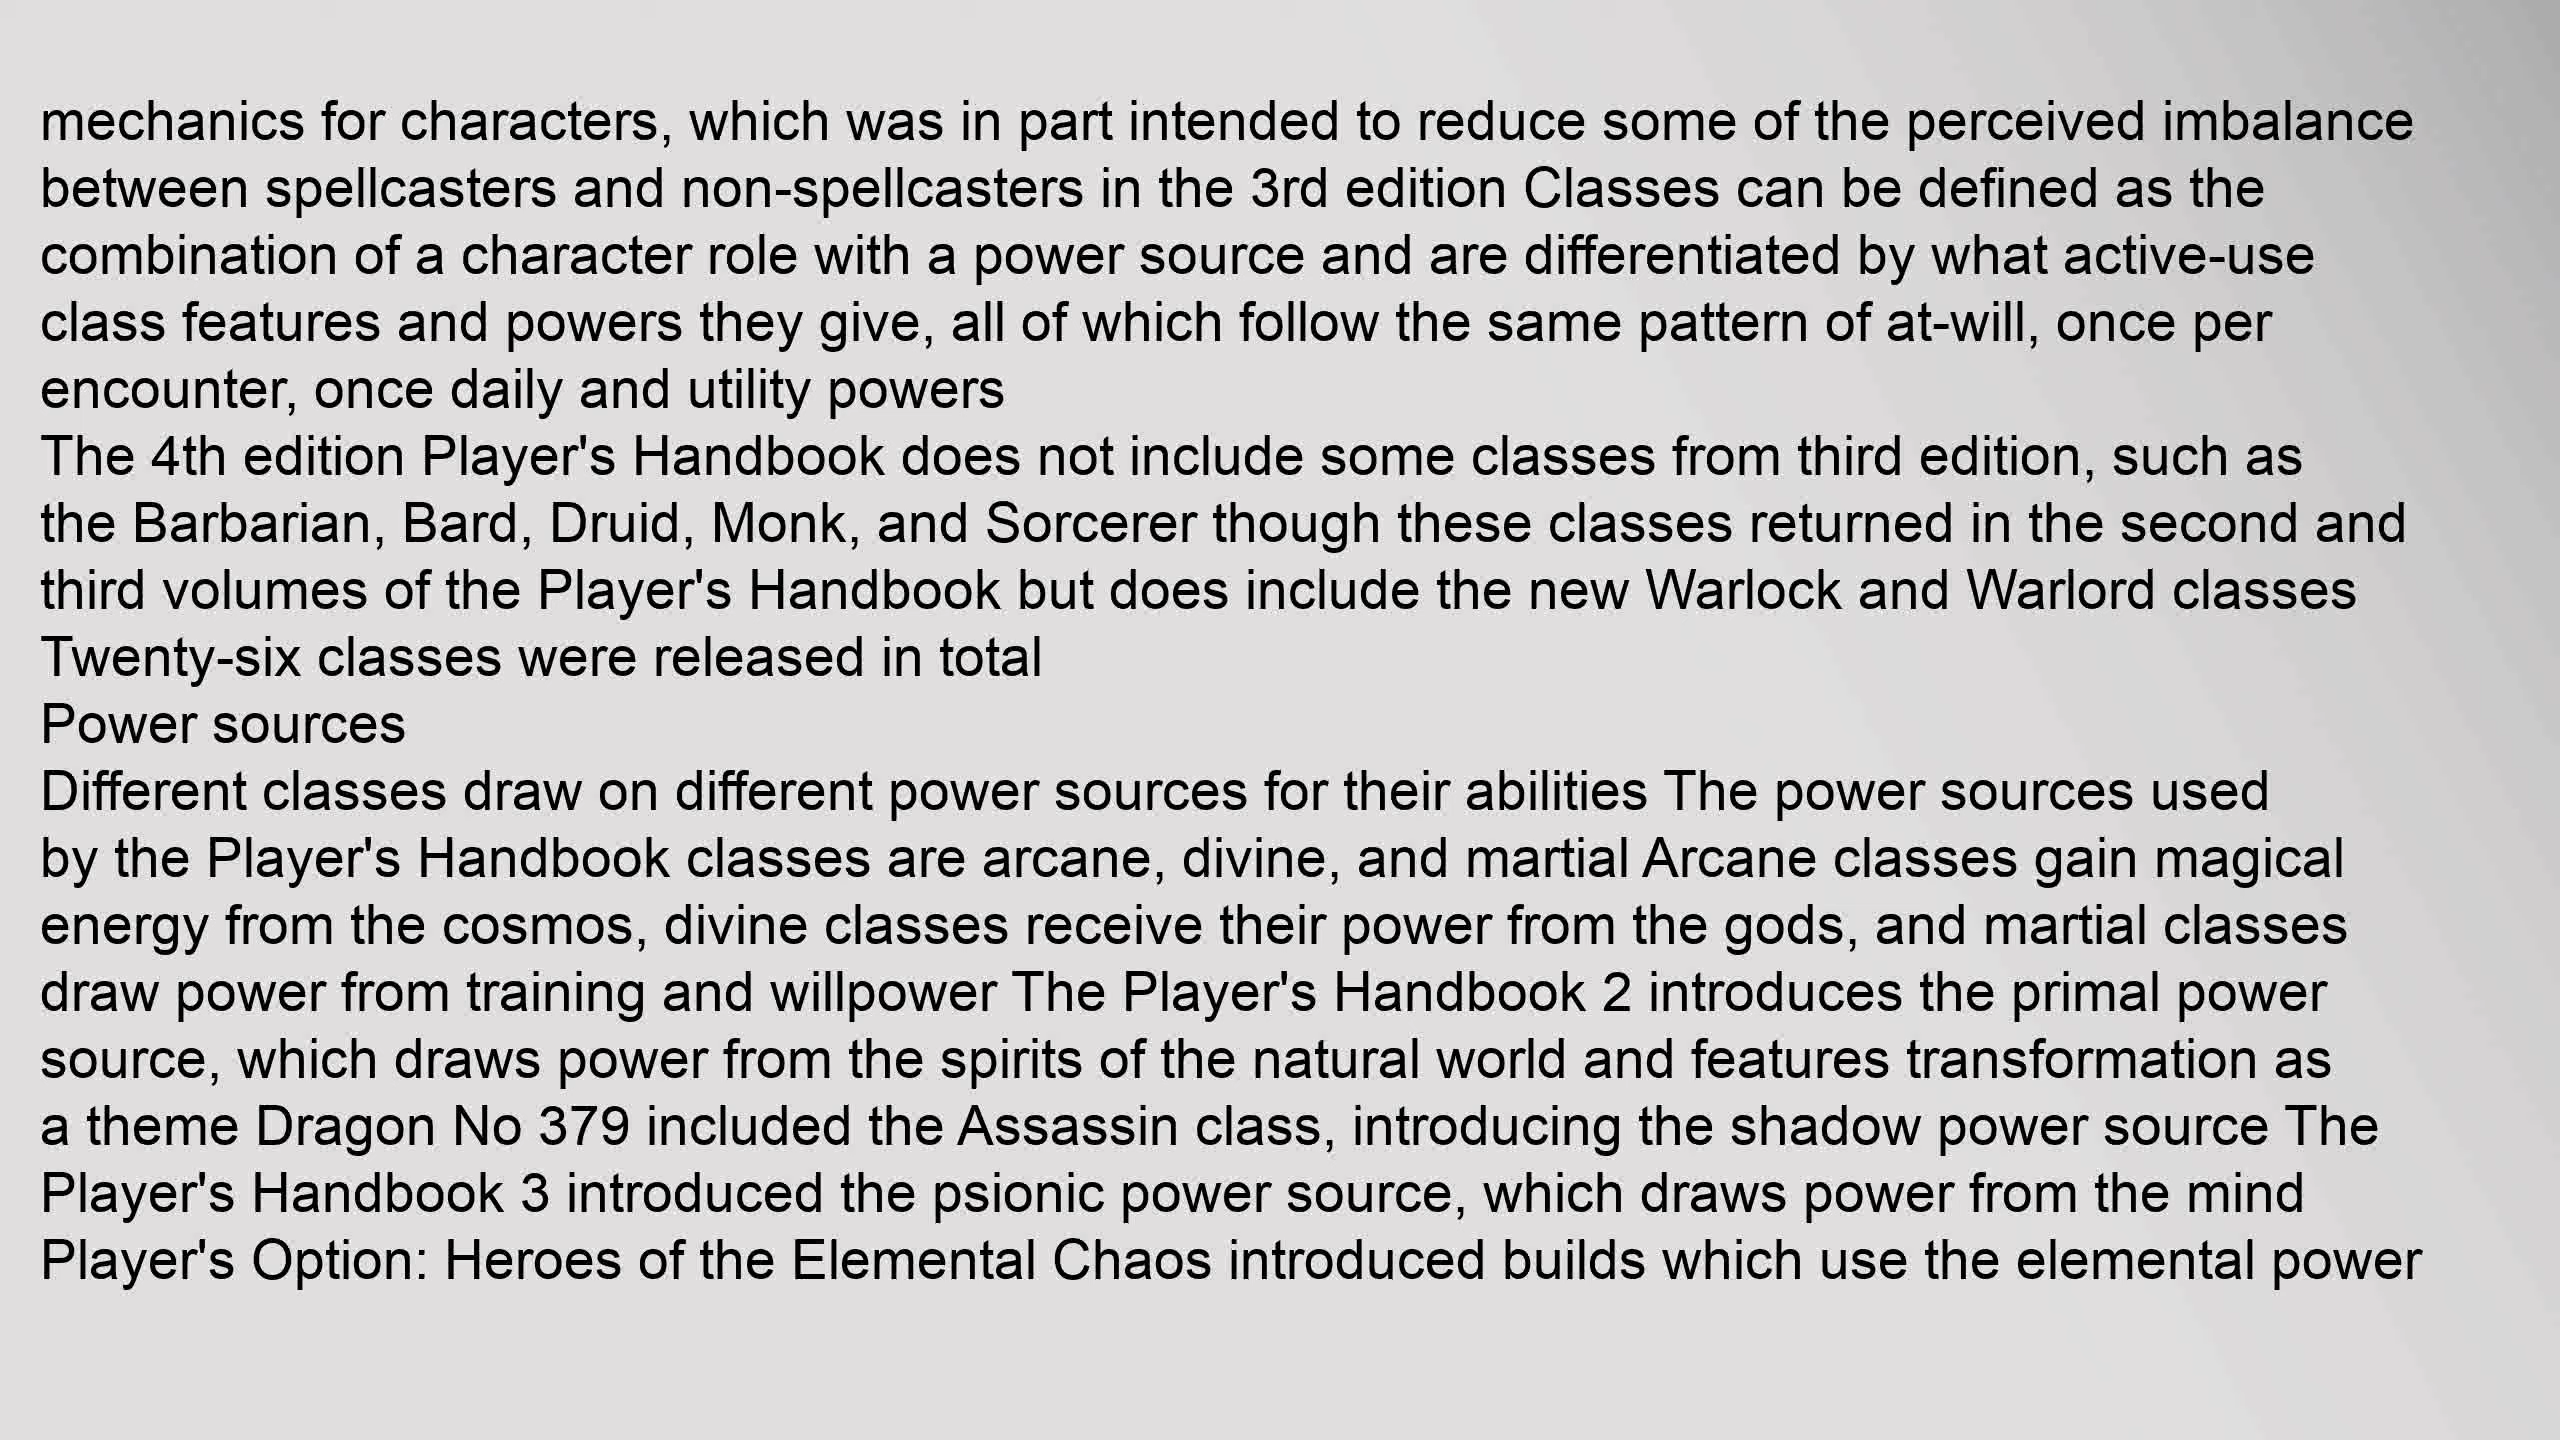 mechanics for characters, which was in part intended to reduce some of the perceived imbalance
between spellcasters and non-spellcasters in the 3rd edition Classes can be defined as the
combination of a character role with a power source and are differentiated by what active-use
class features and powers they give, all of which follow the same pattern of at-will, once per
encounter, once daily and utility powers
The 4th edition Player's Handbook does not include some classes from third edition, such as
the Barbarian, Bard, Druid, Monk, and Sorcerer though these classes returned in the second and
third volumes of the Player's Handbook but does include the new Warlock and Warlord classes
Twenty-six classes were released in total
Power sources
Different classes draw on different power sources for their abilities The power sources used
by the Player's Handbook classes are arcane, divine, and martial Arcane classes gain magical
energy from the cosmos, divine classes receive their power from the gods, and martial classes
draw power from training and willpower The Player's Handbook 2 introduces the primal power
source, which draws power from the spirits of the natural world and features transformation as
a theme Dragon No 379 included the Assassin class, introducing the shadow power source The
Player's Handbook 3 introduced the psionic power source, which draws power from the mind
Player's Option: Heroes of the Elemental Chaos introduced builds which use the elemental power